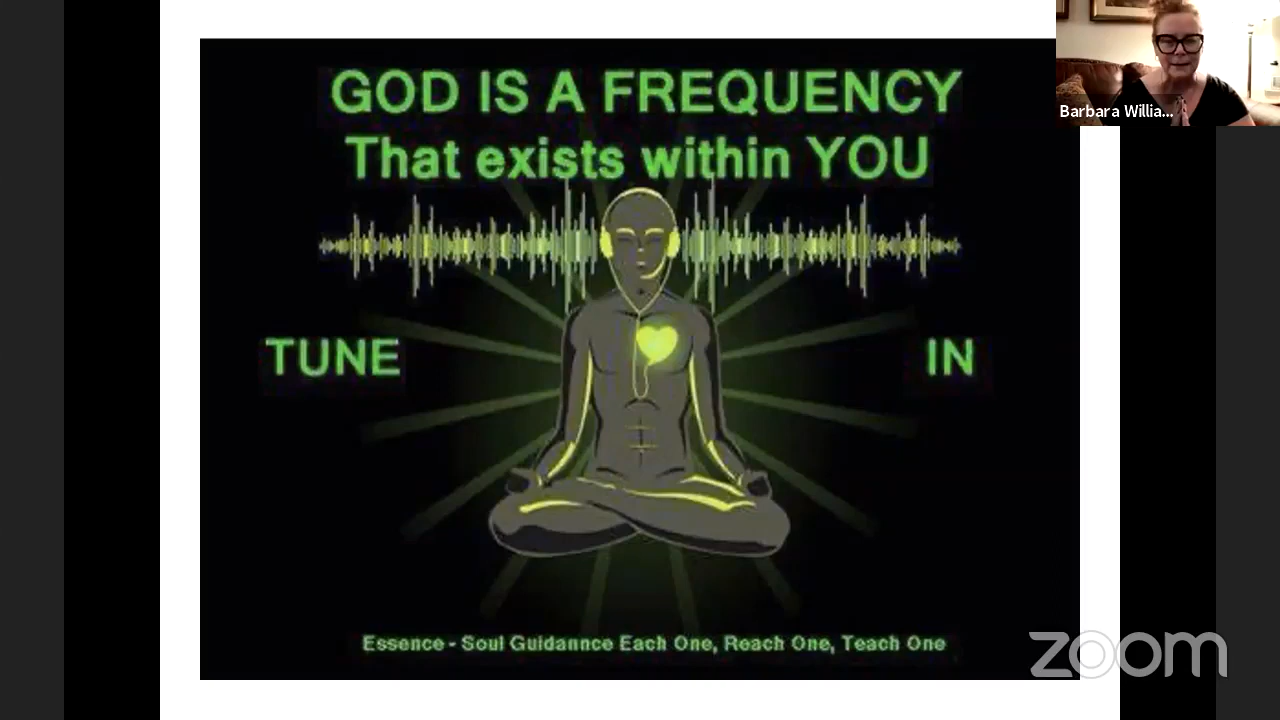 GOD IS A FREQUENCY
That exists within YOU
TUNE IN
Essence - Soul Guidannce Each One, Reach One, Teach One
Barbara Willia...
zoom